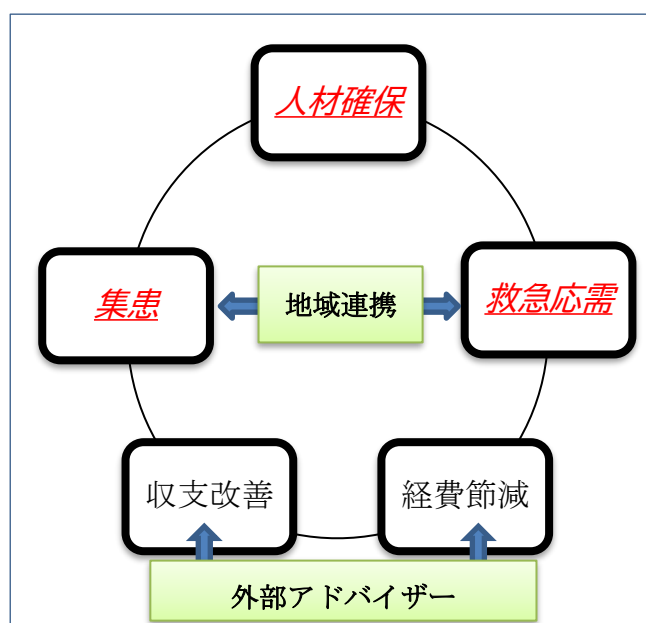 人材確保
集患
地域連携
救急応需
収支改善
経費節減
外部アドバイザー